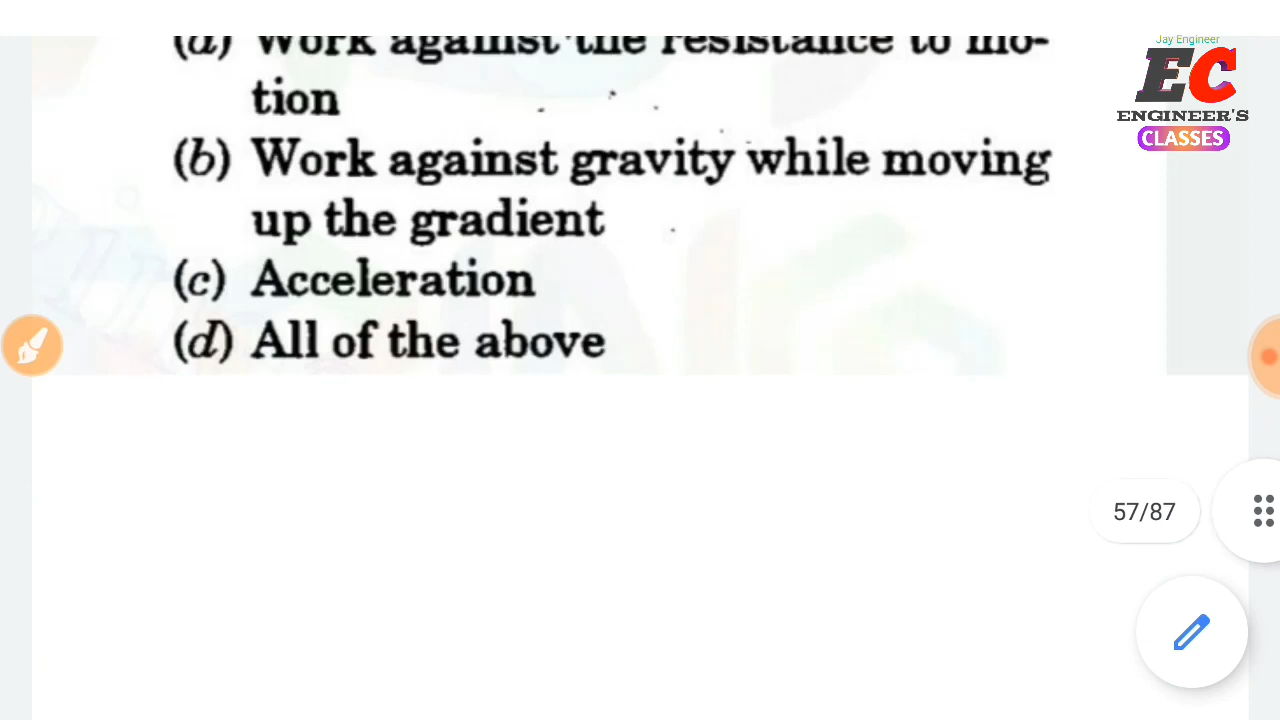 Jay Engineer
EC
ENGINEER'S
CLASSES
(a) Work against the resistance to mo-
tion
(b) Work against gravity while moving
up the gradient
(c) Acceleration
(d) All of the above
57/87